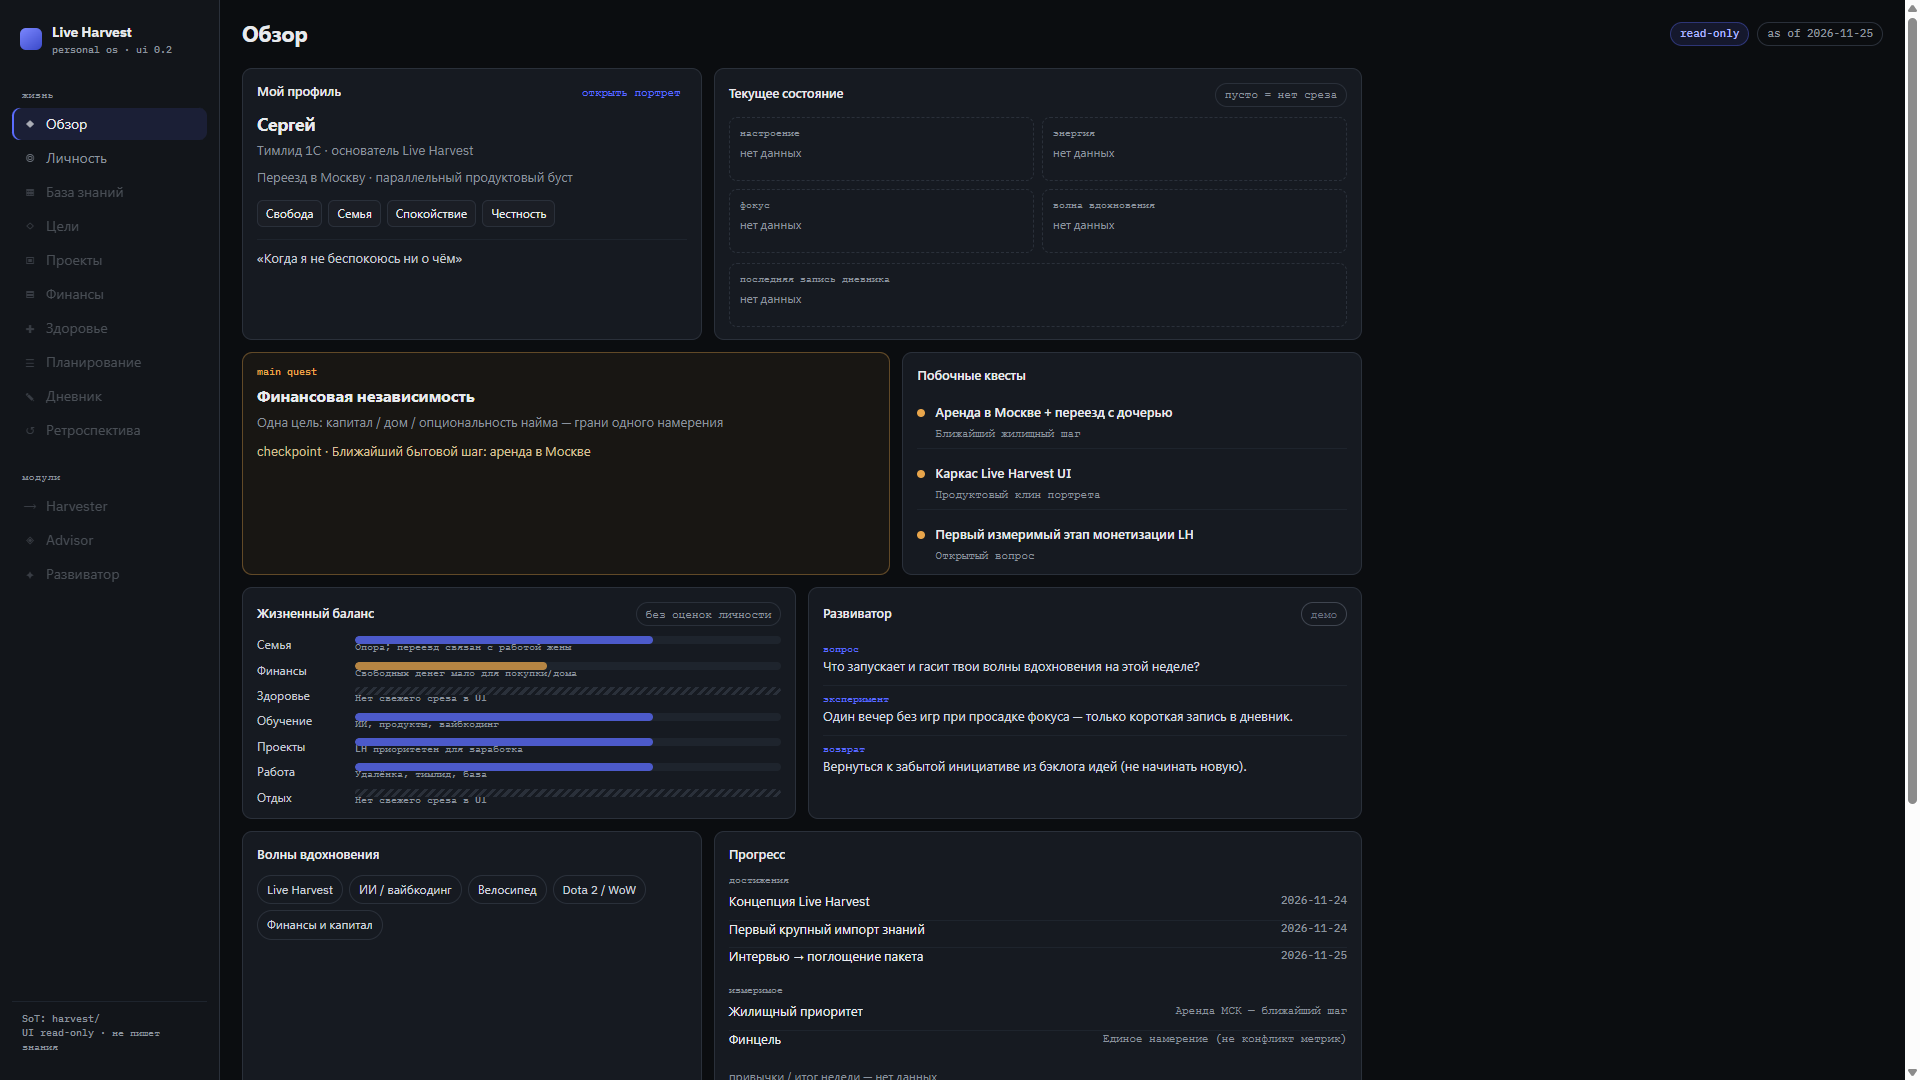 Live Harvest
personal os · ui 0.2
жизнь
Обзор
Личность
База знаний
Цели
Проекты
Финансы
Здоровье
Планирование
Дневник
Ретроспектива
модули
Harvester
Advisor
Развиватор
SoT: harvest/
UI read-only · не пишет
знания
Обзор
read-only
as of 2026-11-25
Мой профиль
открыть портрет
Сергей
Тимлид 1С · основатель Live Harvest
Переезд в Москву · параллельный продуктовый буст
Свобода
Семья
Спокойствие
Честность
«Когда я не беспокоюсь ни о чём»
Текущее состояние
пусто = нет среза
настроение
нет данных
энергия
нет данных
фокус
нет данных
волна вдохновения
нет данных
последняя запись дневника
нет данных
main quest
Финансовая независимость
Одна цель: капитал / дом / опциональность найма — грани одного намерения
checkpoint · Ближайший бытовой шаг: аренда в Москве
Побочные квесты
Аренда в Москве + переезд с дочерью
Ближайший жилищный шаг
Каркас Live Harvest UI
Продуктовый клин портрета
Первый измеримый этап монетизации LH
Открытый вопрос
Жизненный баланс
без оценок личности
Семья
Опора; переезд связан с работой жены
Финансы
Свободных денег мало для покупки/дома
Здоровье
Нет свежего среза в UI
Обучение
ИИ, продукты, вайбкодинг
Проекты
LH приоритетен для заработка
Работа
Удалёнка, тимлид, база
Отдых
Нет свежего среза в UI
Развиватор
демо
вопрос
Что запускает и гасит твои волны вдохновения на этой неделе?
эксперимент
Один вечер без игр при просадке фокуса — только короткая запись в дневник.
возврат
Вернуться к забытой инициативе из бэклога идей (не начинать новую).
Волны вдохновения
Live Harvest
ИИ / вайбкодинг
Велосипед
Dota 2 / WoW
Финансы и капитал
Прогресс
достижения
Концепция Live Harvest
2026-11-24
Первый крупный импорт знаний
2026-11-24
Интервью → поглощение пакета
2026-11-25
измеримое
Жилищный приоритет
Аренда МСК — ближайший шаг
Финцель
Единое намерение (не конфликт метрик)
привычки / итог недели — нет данных